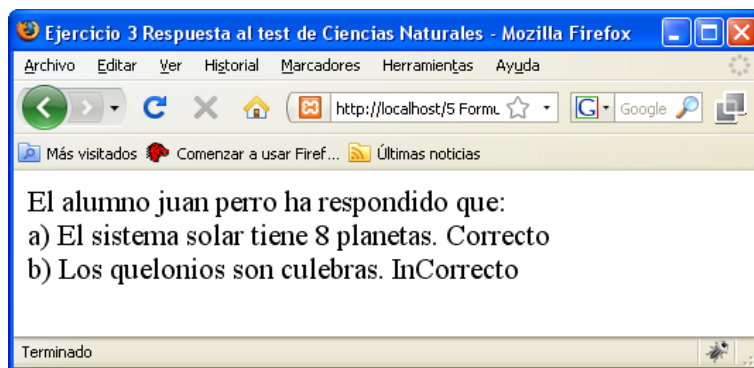 Ejercicio 3 Respuesta al test de Ciencias Naturales - Mozilla Firefox
Archivo Editar Ver Historial Marcadores Herramientas Ayuda
http://localhost/5 Formu G Google
Más visitados Comenzar a usar Firef... Últimas noticias
El alumno juan perro ha respondido que:
a) El sistema solar tiene 8 planetas. Correcto
b) Los quelonios son culebras. InCorrecto
Terminado